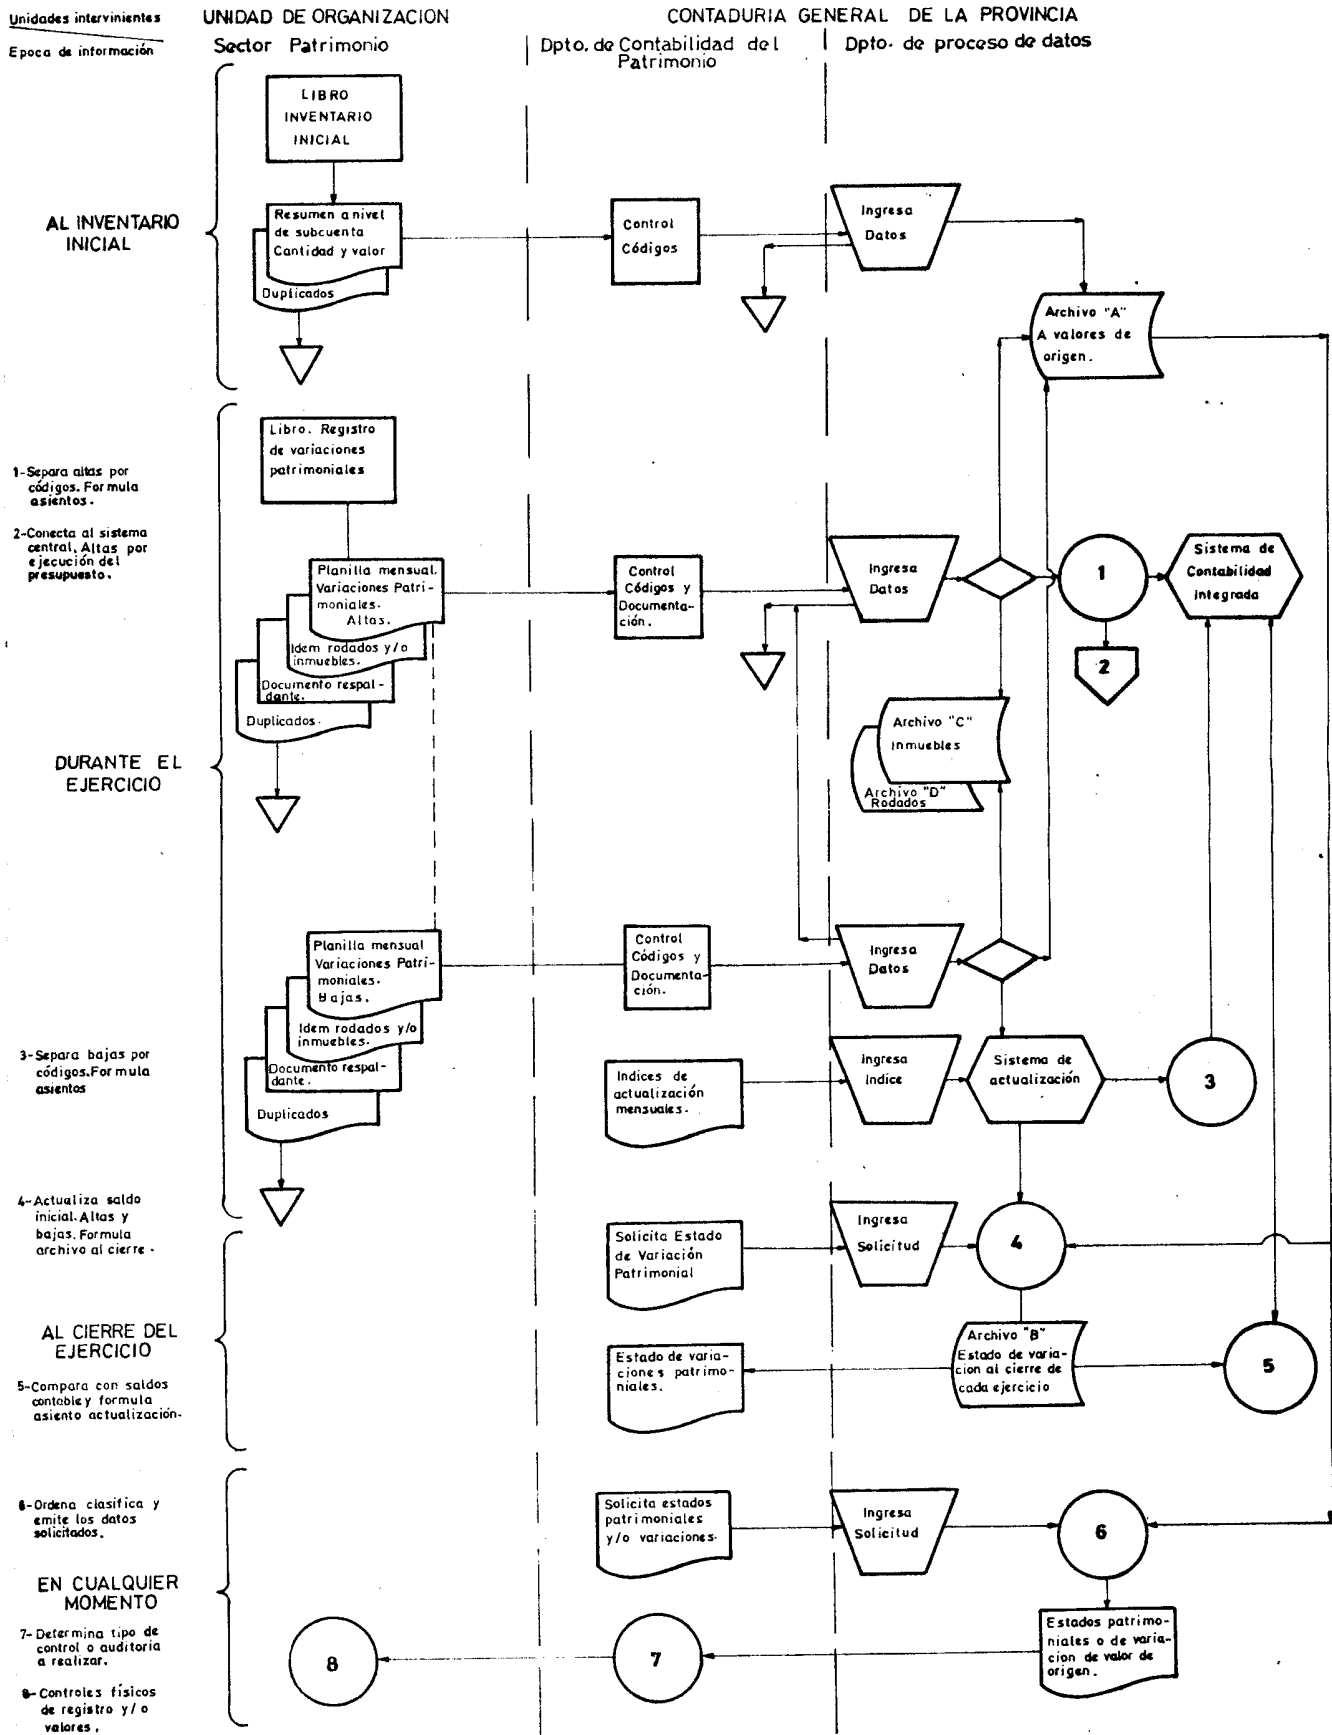 Unidades intervinientes
Epoca de información
UNIDAD DE ORGANIZACION
Sector Patrimonio
CONTADURIA GENERAL DE LA PROVINCIA
Dpto. de Contabilidad del
Patrimonio
Dpto. de proceso de datos
AL INVENTARIO
INICIAL
LIBRO
INVENTARIO
INICIAL
Resumen a nivel
de subcuenta
Cantidad y valor
Duplicados
Control
Códigos
Ingresa
Datos
Archivo "A"
A valores de
origen.
1-Separa altas por
códigos. Formula
asientos.
2-Conecta al sistema
central. Altas por
ejecución del
presupuesto.
DURANTE EL
EJERCICIO
Libro. Registro
de variaciones
patrimoniales
Planilla mensual.
Variaciones Patri-
moniales.
Altas.
Idem rodados y/o
inmuebles.
Documento respal-
dante.
Duplicados.
Control
Códigos y
Documenta-
ción.
Ingresa
Datos
1
Sistema de
Contabilidad
integrada
2
Archivo "C"
Inmuebles
Archivo "D"
Rodados
Planilla mensual
Variaciones Patri-
moniales.
Bajas.
Idem rodados y/o
inmuebles.
Documento respal-
dante.
Duplicados
Control
Códigos y
Documenta-
ción.
Ingresa
Datos
3-Separa bajas por
códigos. Formula
asientos
Indices de
actualización
mensuales.
Ingresa
Indice
Sistema de
actualización
3
4-Actualiza saldo
inicial. Altas y
bajas. Formula
archivo al cierre.
Solicita Estado
de Variación
Patrimonial
Ingresa
Solicitud
4
AL CIERRE DEL
EJERCICIO
5-Compara con saldos
contable y formula
asiento actualización.
Estado de varia-
ciones patrimo-
niales.
Archivo "B"
Estado de varia-
cion al cierre de
cada ejercicio
5
6-Ordena clasifica y
emite los datos
solicitados.
Solicita estados
patrimoniales
y/o variaciones.
Ingresa
Solicitud
6
EN CUALQUIER
MOMENTO
7-Determina tipo de
control o auditoria
a realizar.
8-Controles físicos
de registro y/o
valores.
8
7
Estados patrimo-
niales o de varia-
cion de valor de
origen.